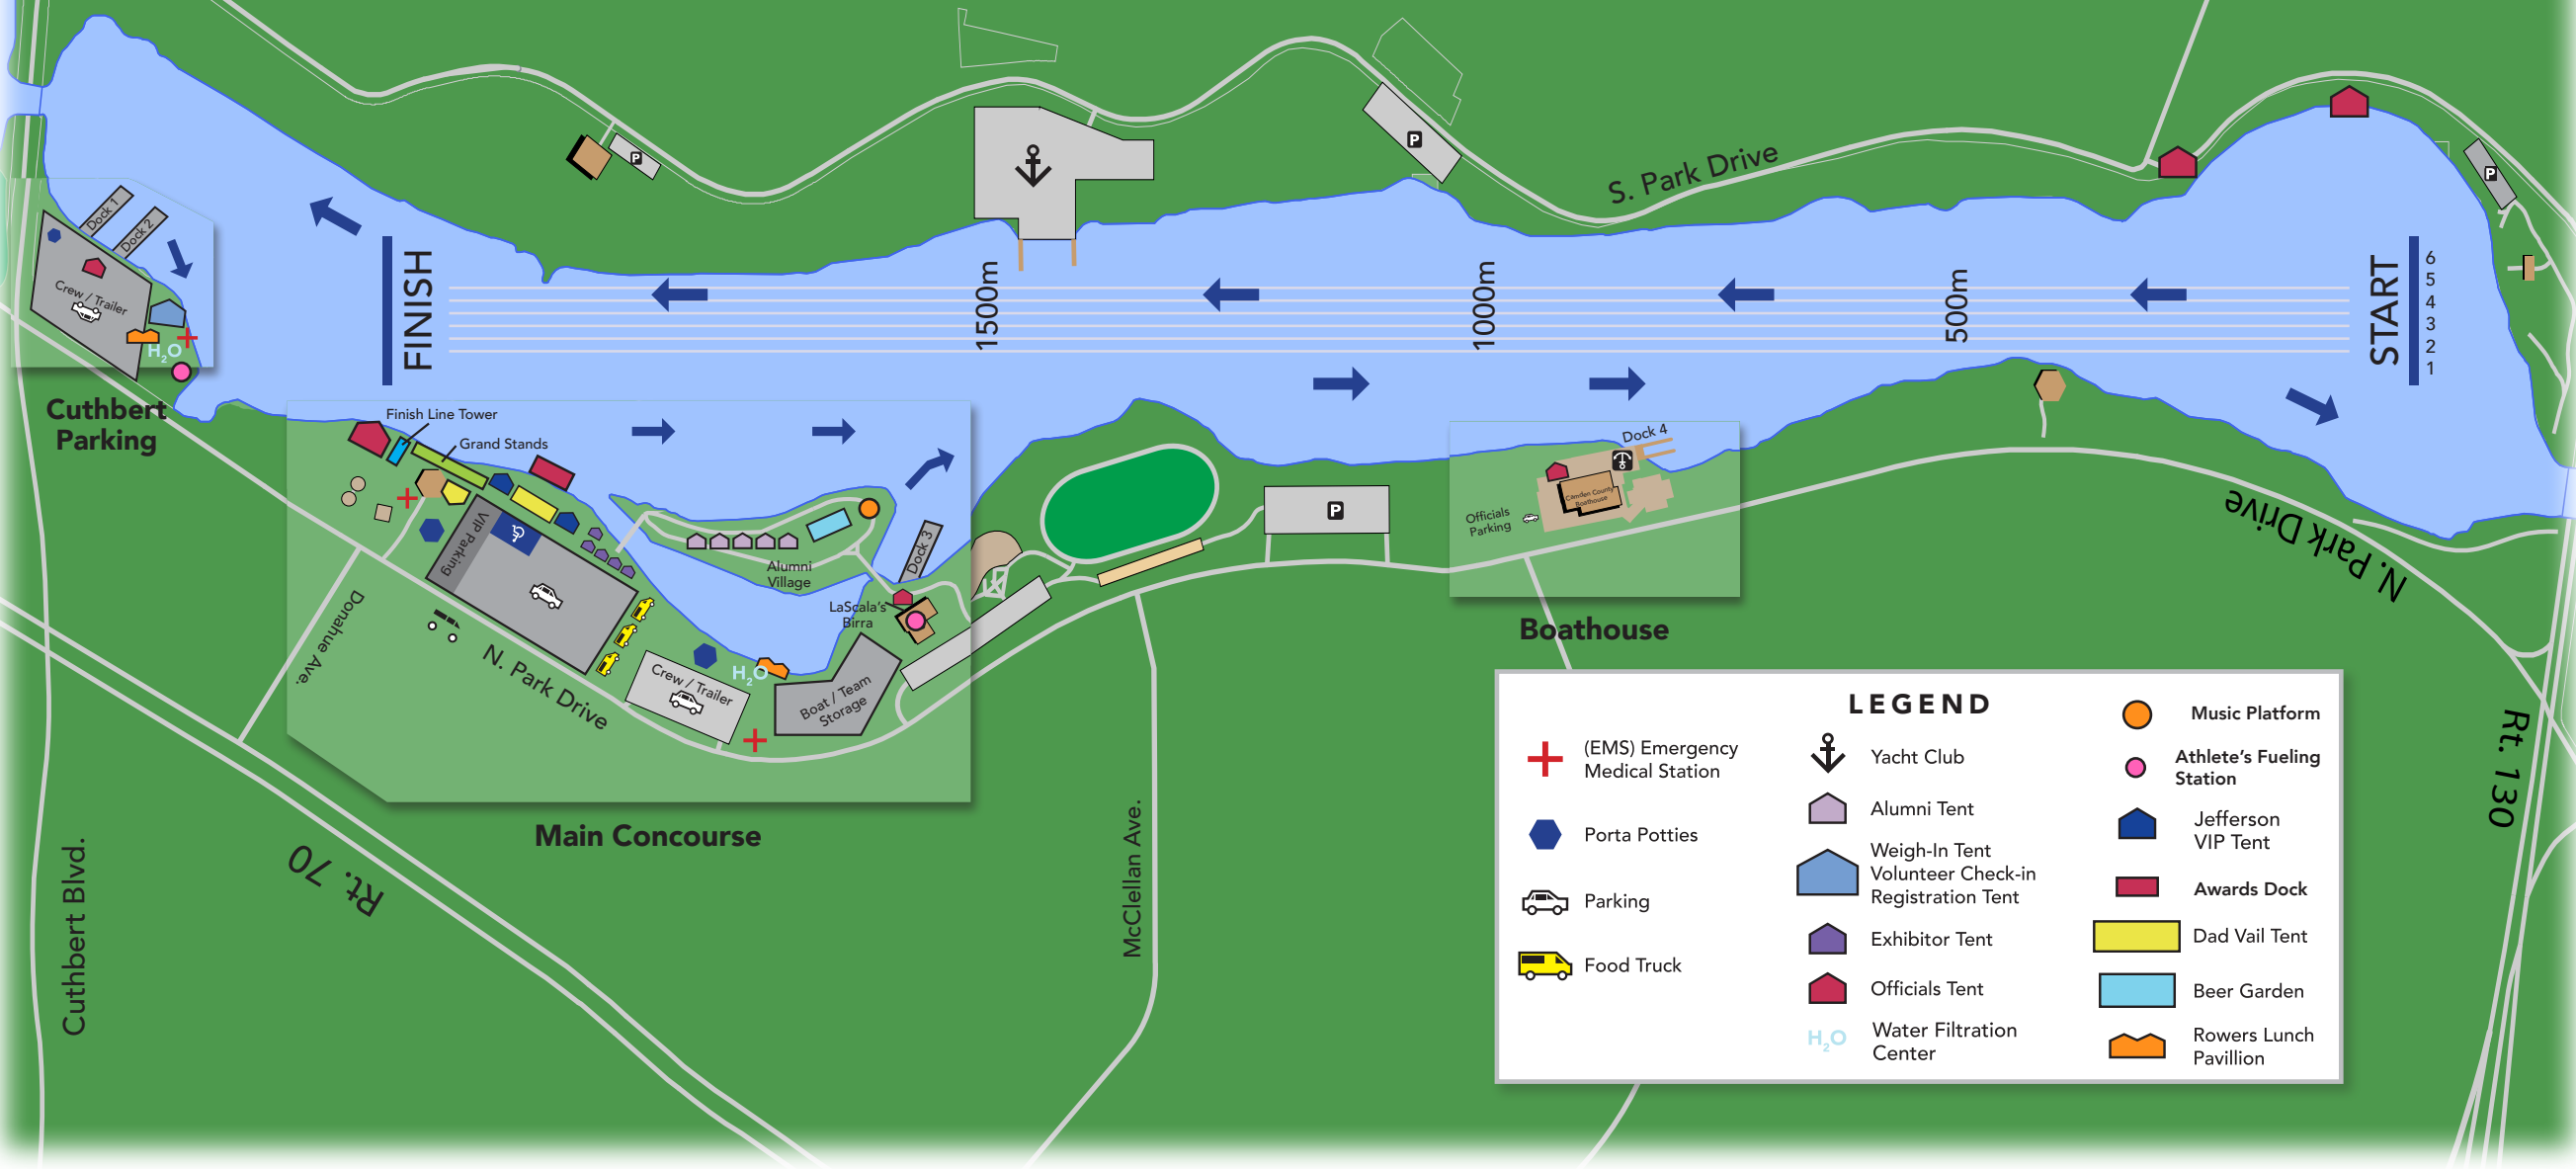 S. Park Drive
P
P
P
Dock 1
Dock 2
Crew / Trailer
H2O
Cuthbert
Parking
FINISH
1500m
1000m
500m
START
6
5
4
3
2
1
Finish Line Tower
Grand Stands
VIP Parking
Alumni
Village
Dock 3
LaScala's
Birra
Donahue Ave.
N. Park Drive
Crew / Trailer
H2O
Boat / Team
Storage
Main Concourse
P
Dock 4
Camden County
Boathouse
Officials
Parking
Boathouse
N. Park Drive
Rt. 130
Cuthbert Blvd.
Rt. 70
McClellan Ave.
LEGEND
(EMS) Emergency
Medical Station
Porta Potties
Parking
Food Truck
Yacht Club
Alumni Tent
Weigh-In Tent
Volunteer Check-in
Registration Tent
Exhibitor Tent
Officials Tent
H2O
Water Filtration
Center
Music Platform
Athlete's Fueling
Station
Jefferson
VIP Tent
Awards Dock
Dad Vail Tent
Beer Garden
Rowers Lunch
Pavillion